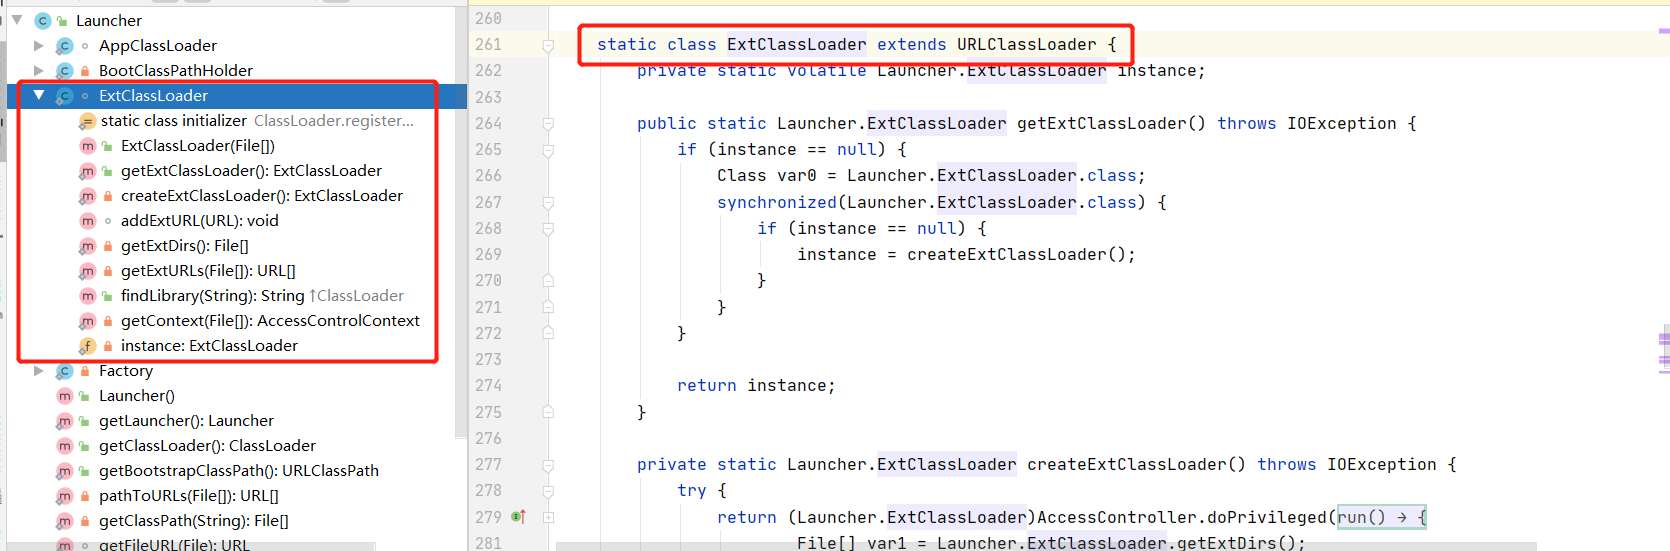 Launcher
AppClassLoader
BootClassPathHolder
ExtClassLoader
static class initializer ClassLoader.register...
ExtClassLoader(File[])
getExtClassLoader(): ExtClassLoader
createExtClassLoader(): ExtClassLoader
addExtURL(URL): void
getExtDirs(): File[]
getExtURLs(File[]): URL[]
findLibrary(String): String ↑ClassLoader
getContext(File[]): AccessControlContext
instance: ExtClassLoader
Factory
Launcher()
getLauncher(): Launcher
getClassLoader(): ClassLoader
getBootstrapClassPath(): URLClassPath
pathToURLs(File[]): URL[]
getClassPath(String): File[]
getFileURL(File): URL
260
261 static class ExtClassLoader extends URLClassLoader {
262 private static volatile Launcher.ExtClassLoader instance;
263
264 public static Launcher.ExtClassLoader getExtClassLoader() throws IOException {
265 if (instance == null) {
266 Class var0 = Launcher.ExtClassLoader.class;
267 synchronized(Launcher.ExtClassLoader.class) {
268 if (instance == null) {
269 instance = createExtClassLoader();
270 }
271 }
272 }
273
274 return instance;
275 }
276
277 private static Launcher.ExtClassLoader createExtClassLoader() throws IOException {
278 try {
279 return (Launcher.ExtClassLoader)AccessController.doPrivileged(run() → {
281 File[] var1 = Launcher.ExtClassLoader.getExtDirs();